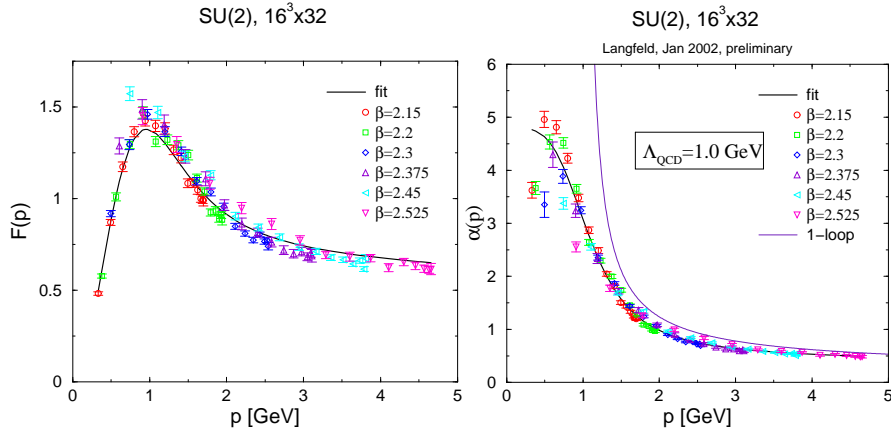 SU(2), 16³x32
F(p)
1.5
1
0.5
0
0
1
2
3
4
5
p [GeV]
fit
β=2.15
β=2.2
β=2.3
β=2.375
β=2.45
β=2.525
SU(2), 16³x32
Langfeld, Jan 2002, preliminary
α(p)
6
5
4
3
2
1
0
0
1
2
3
4
5
p [GeV]
Λ_QCD=1.0 GeV
fit
β=2.15
β=2.2
β=2.3
β=2.375
β=2.45
β=2.525
1−loop